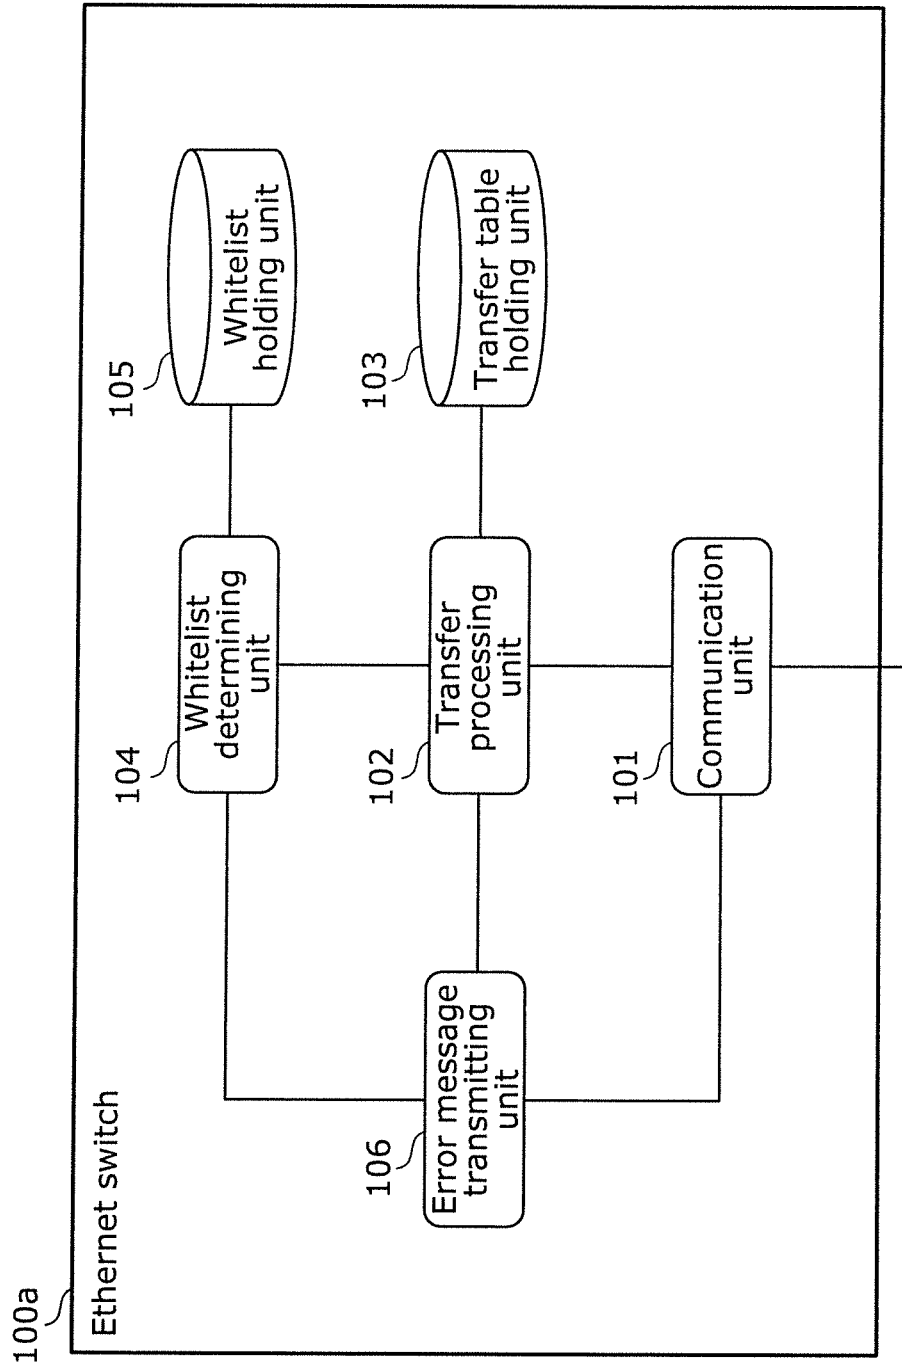 100a
Ethernet switch
104
Whitelist
determining
unit
105
Whitelist
holding unit
106
Error message
transmitting
unit
102
Transfer
processing
unit
103
Transfer table
holding unit
101
Communication
unit